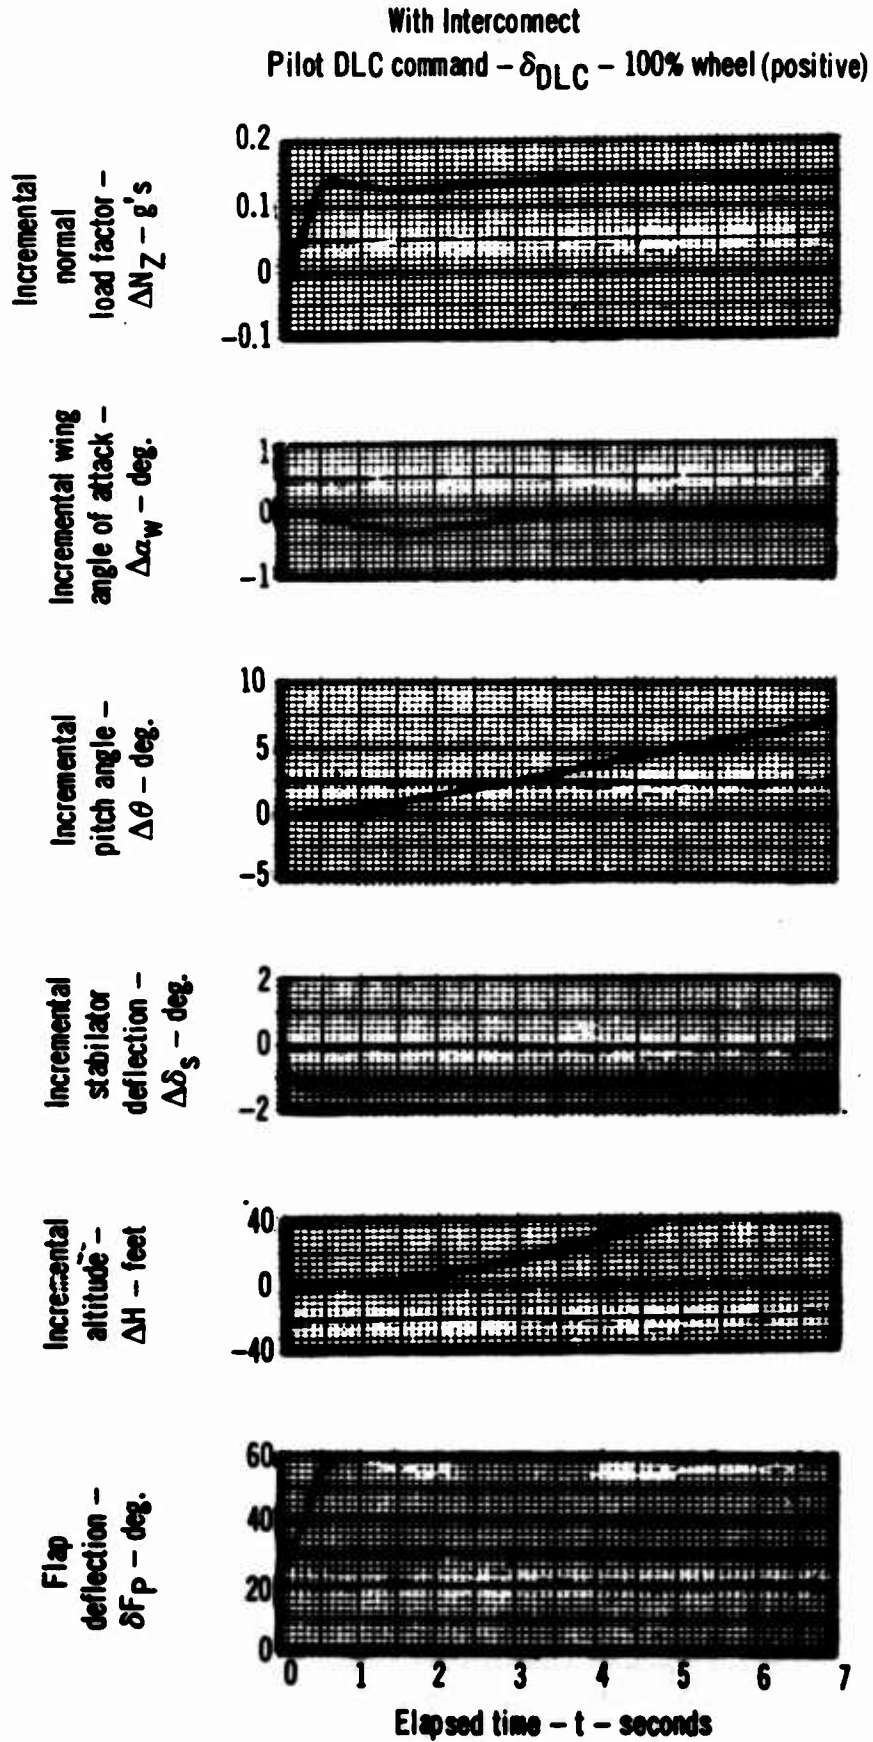 With Interconnect
Pilot DLC command – δDLC – 100% wheel (positive)
Incremental
normal
load factor –
ΔNZ – g's
0.2
0.1
0
–0.1
Incremental wing
angle of attack –
Δαw – deg.
1
0
–1
Incremental
pitch angle –
Δθ – deg.
10
5
0
–5
Incremental
stabilator
deflection –
Δδs – deg.
2
0
–2
Incremental
altitude –
ΔH – feet
40
0
–40
Flap
deflection –
δFP – deg.
60
40
20
0
0 1 2 3 4 5 6 7
Elapsed time – t – seconds